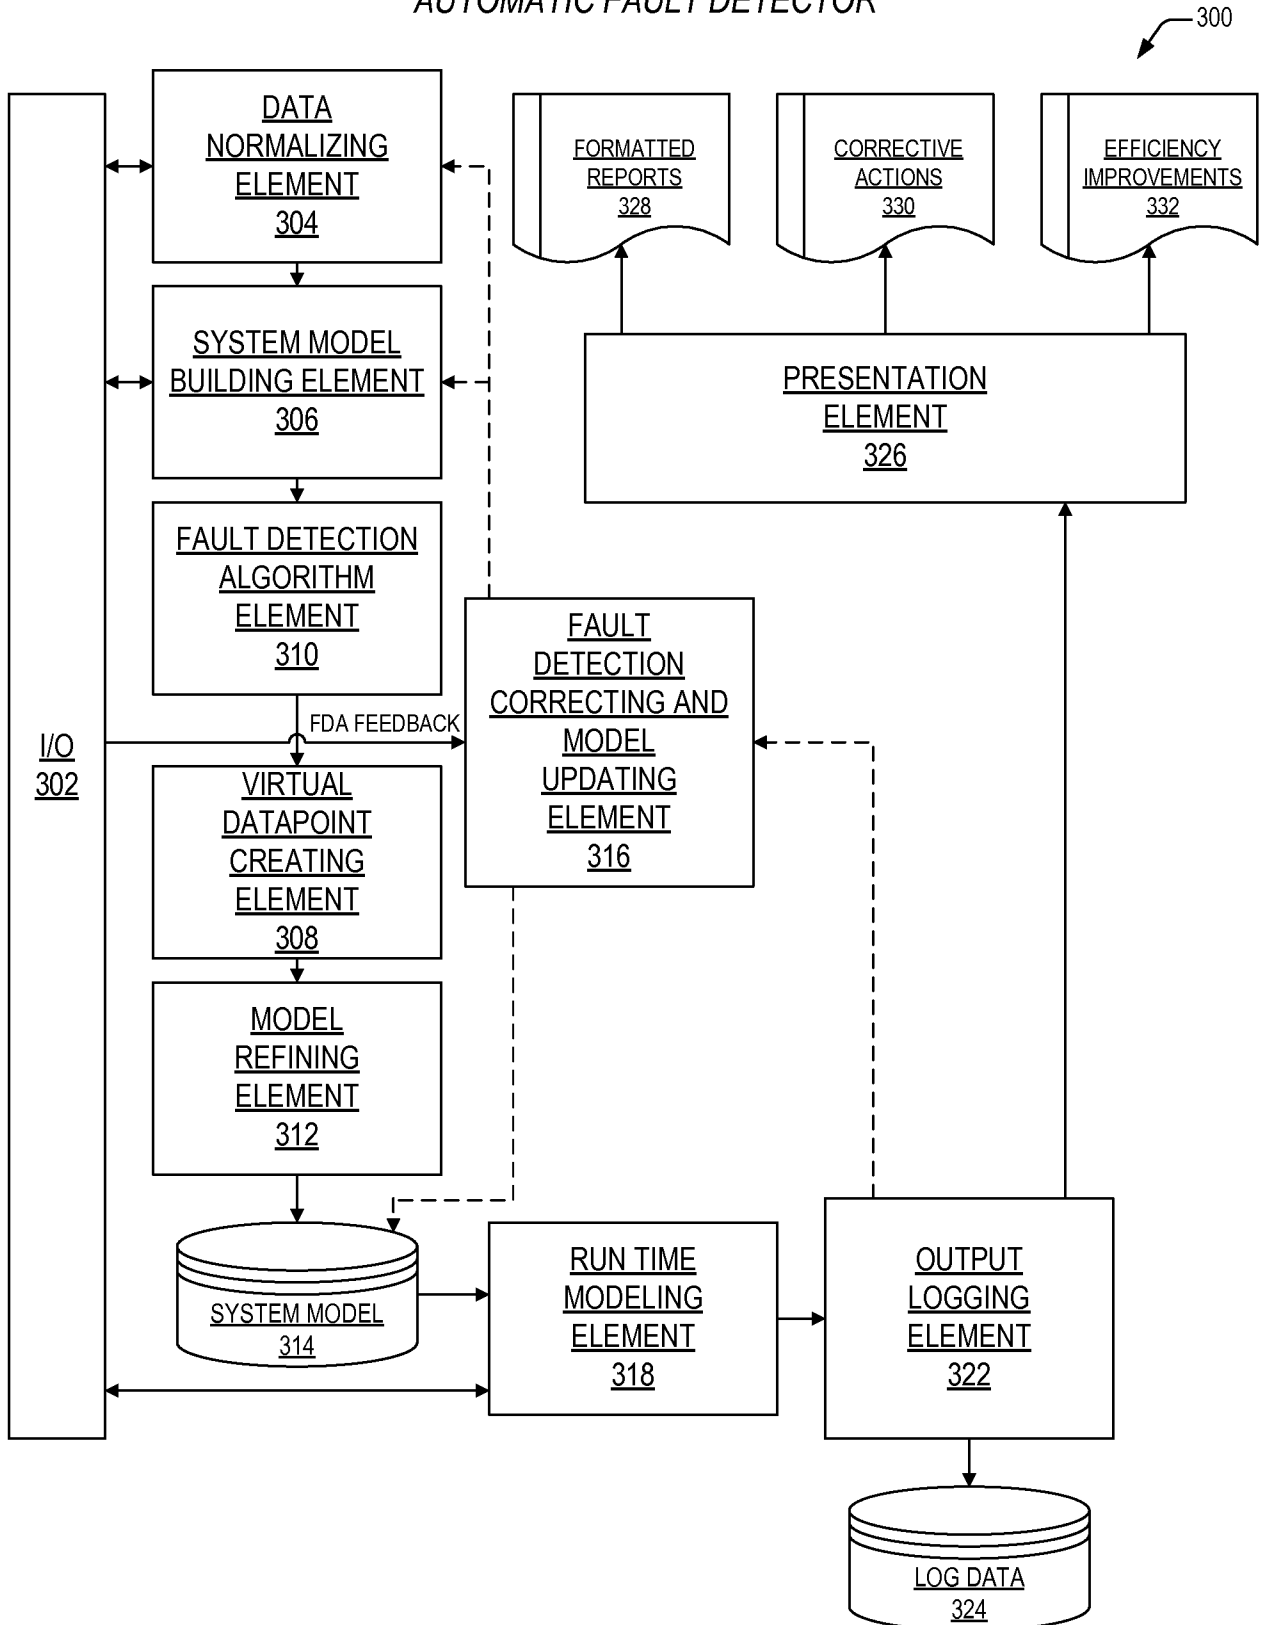 AUTOMATIC FAULT DETECTOR
300
DATA
NORMALIZING
ELEMENT
304
FORMATTED
REPORTS
328
CORRECTIVE
ACTIONS
330
EFFICIENCY
IMPROVEMENTS
332
SYSTEM MODEL
BUILDING ELEMENT
306
PRESENTATION
ELEMENT
326
FAULT DETECTION
ALGORITHM
ELEMENT
310
FAULT
DETECTION
CORRECTING AND
MODEL
UPDATING
ELEMENT
316
FDA FEEDBACK
I/O
302
VIRTUAL
DATAPOINT
CREATING
ELEMENT
308
MODEL
REFINING
ELEMENT
312
SYSTEM MODEL
314
RUN TIME
MODELING
ELEMENT
318
OUTPUT
LOGGING
ELEMENT
322
LOG DATA
324